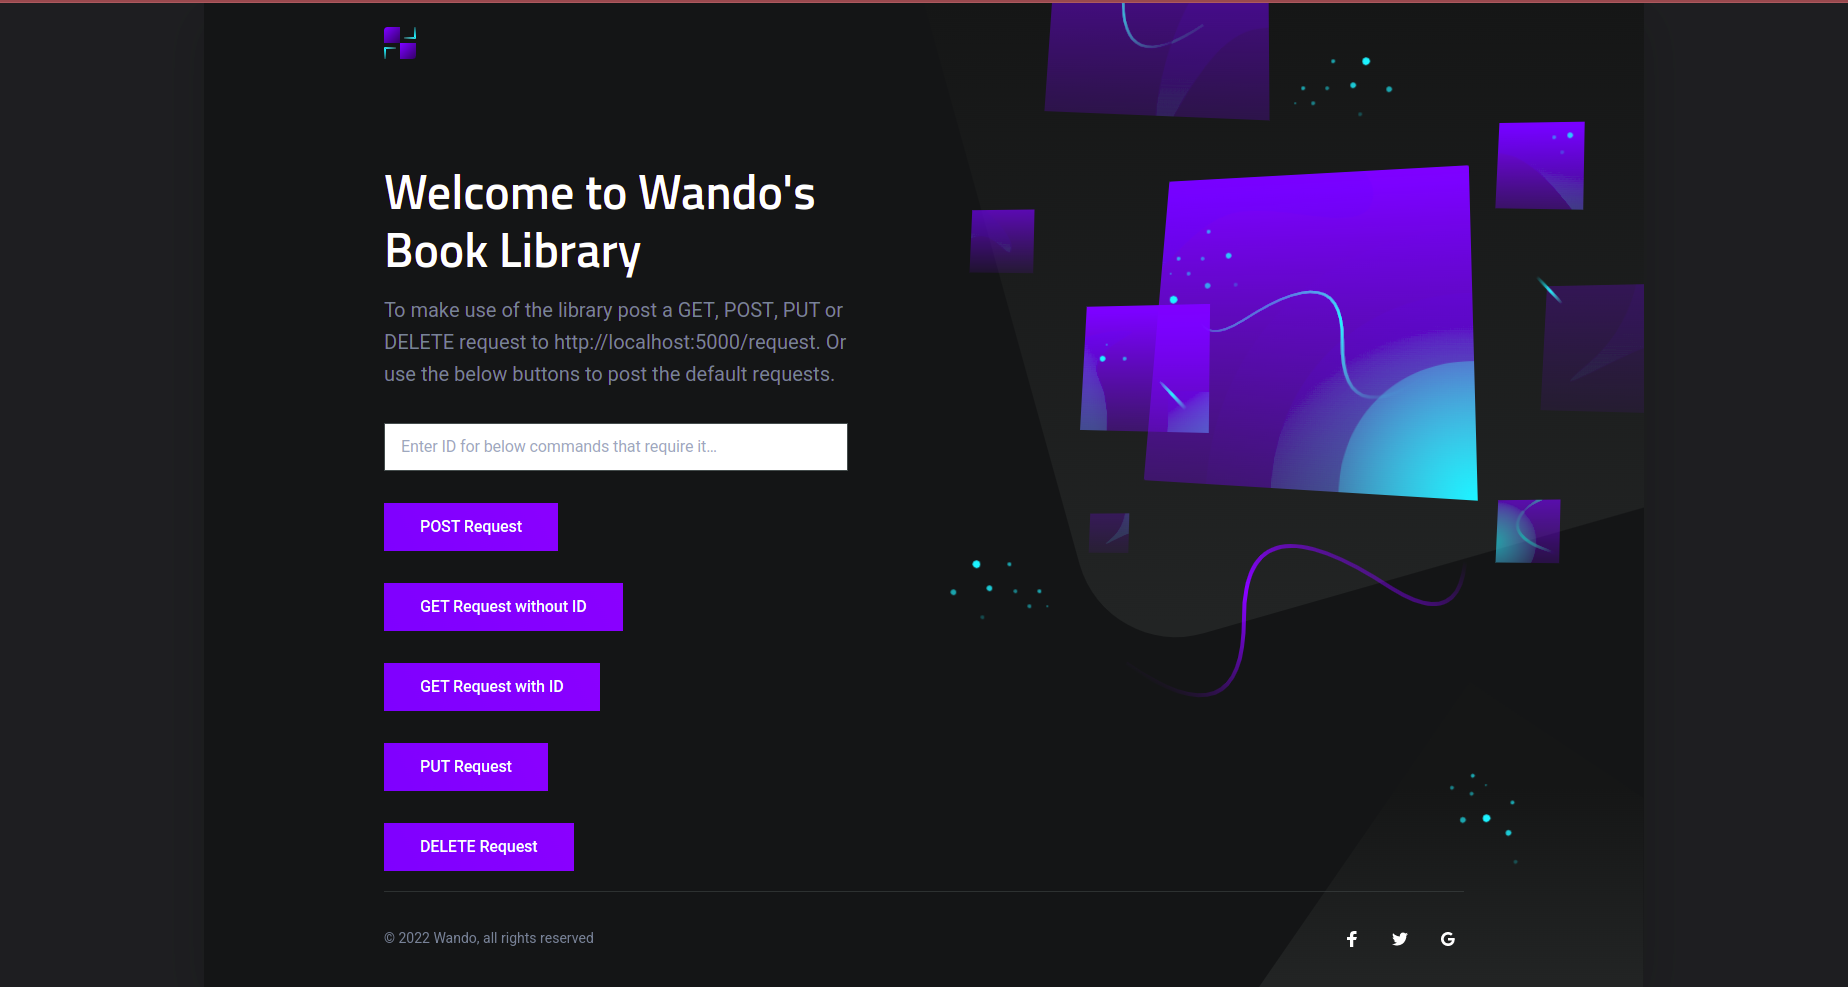 Welcome to Wando's
Book Library
To make use of the library post a GET, POST, PUT or
DELETE request to http://localhost:5000/request. Or
use the below buttons to post the default requests.
Enter ID for below commands that require it...
POST Request
GET Request without ID
GET Request with ID
PUT Request
DELETE Request
© 2022 Wando, all rights reserved